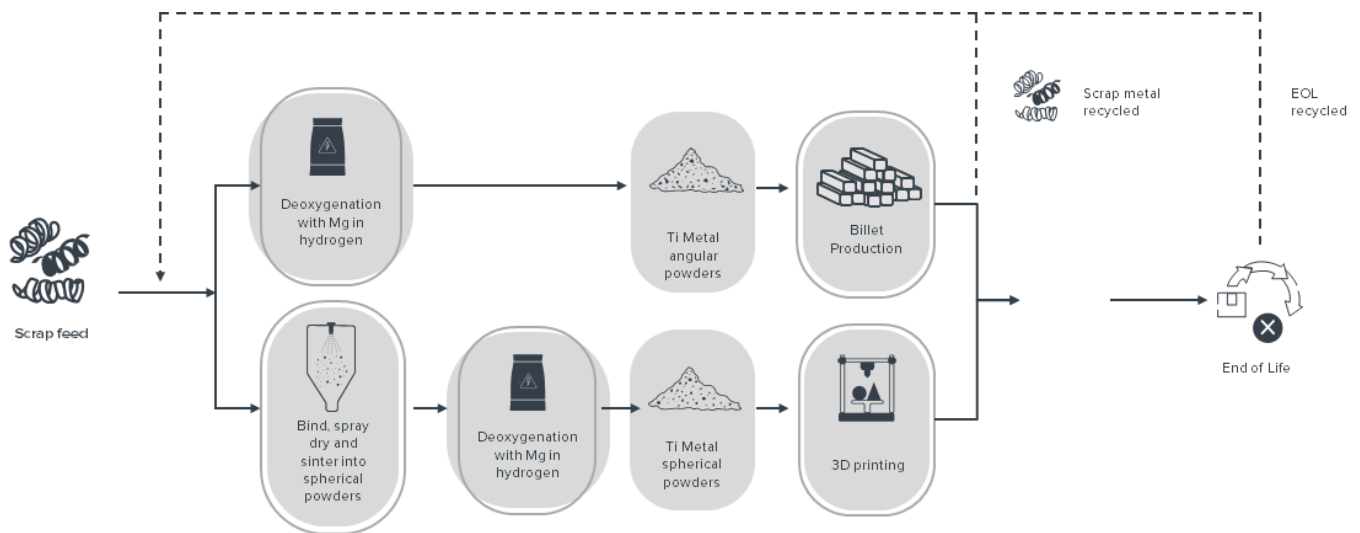 Scrap metal
recycled
EOL
recycled
Deoxygenation
with Mg in
hydrogen
Ti Metal
angular
powders
Billet
Production
Scrap feed
Bind, spray
dry and
sinter into
spherical
powders
Deoxygenation
with Mg in
hydrogen
Ti Metal
spherical
powders
3D printing
End of Life